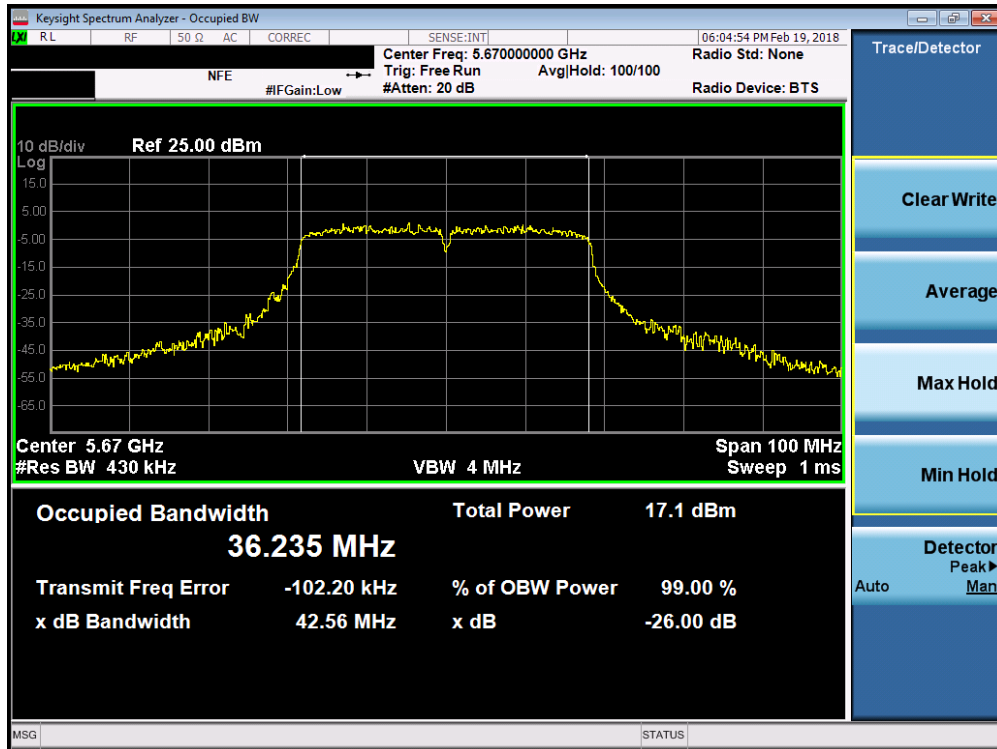 Keysight Spectrum Analyzer - Occupied BW
LXI RL RF 50 Ω AC CORREC SENSE:INT 06:04:54 PM Feb 19, 2018
Center Freq: 5.670000000 GHz Radio Std: None
NFE Trig: Free Run Avg|Hold: 100/100
#IFGain:Low #Atten: 20 dB Radio Device: BTS
10 dB/div Ref 25.00 dBm
Log
15.0
5.00
-5.00
-15.0
-25.0
-35.0
-45.0
-55.0
-65.0
Center 5.67 GHz Span 100 MHz
#Res BW 430 kHz VBW 4 MHz Sweep 1 ms
Occupied Bandwidth Total Power 17.1 dBm
36.235 MHz
Transmit Freq Error -102.20 kHz % of OBW Power 99.00 %
x dB Bandwidth 42.56 MHz x dB -26.00 dB
MSG STATUS
Trace/Detector
Clear Write
Average
Max Hold
Min Hold
Detector
Peak▶
Auto Man